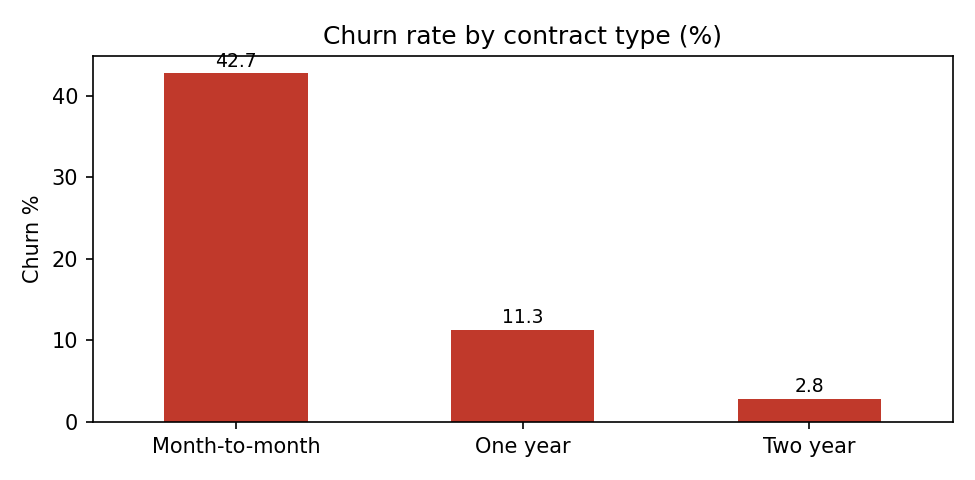 Churn rate by contract type (%)
42.7
40
30
Churn %
20
11.3
10
2.8
0
Month-to-month One year Two year